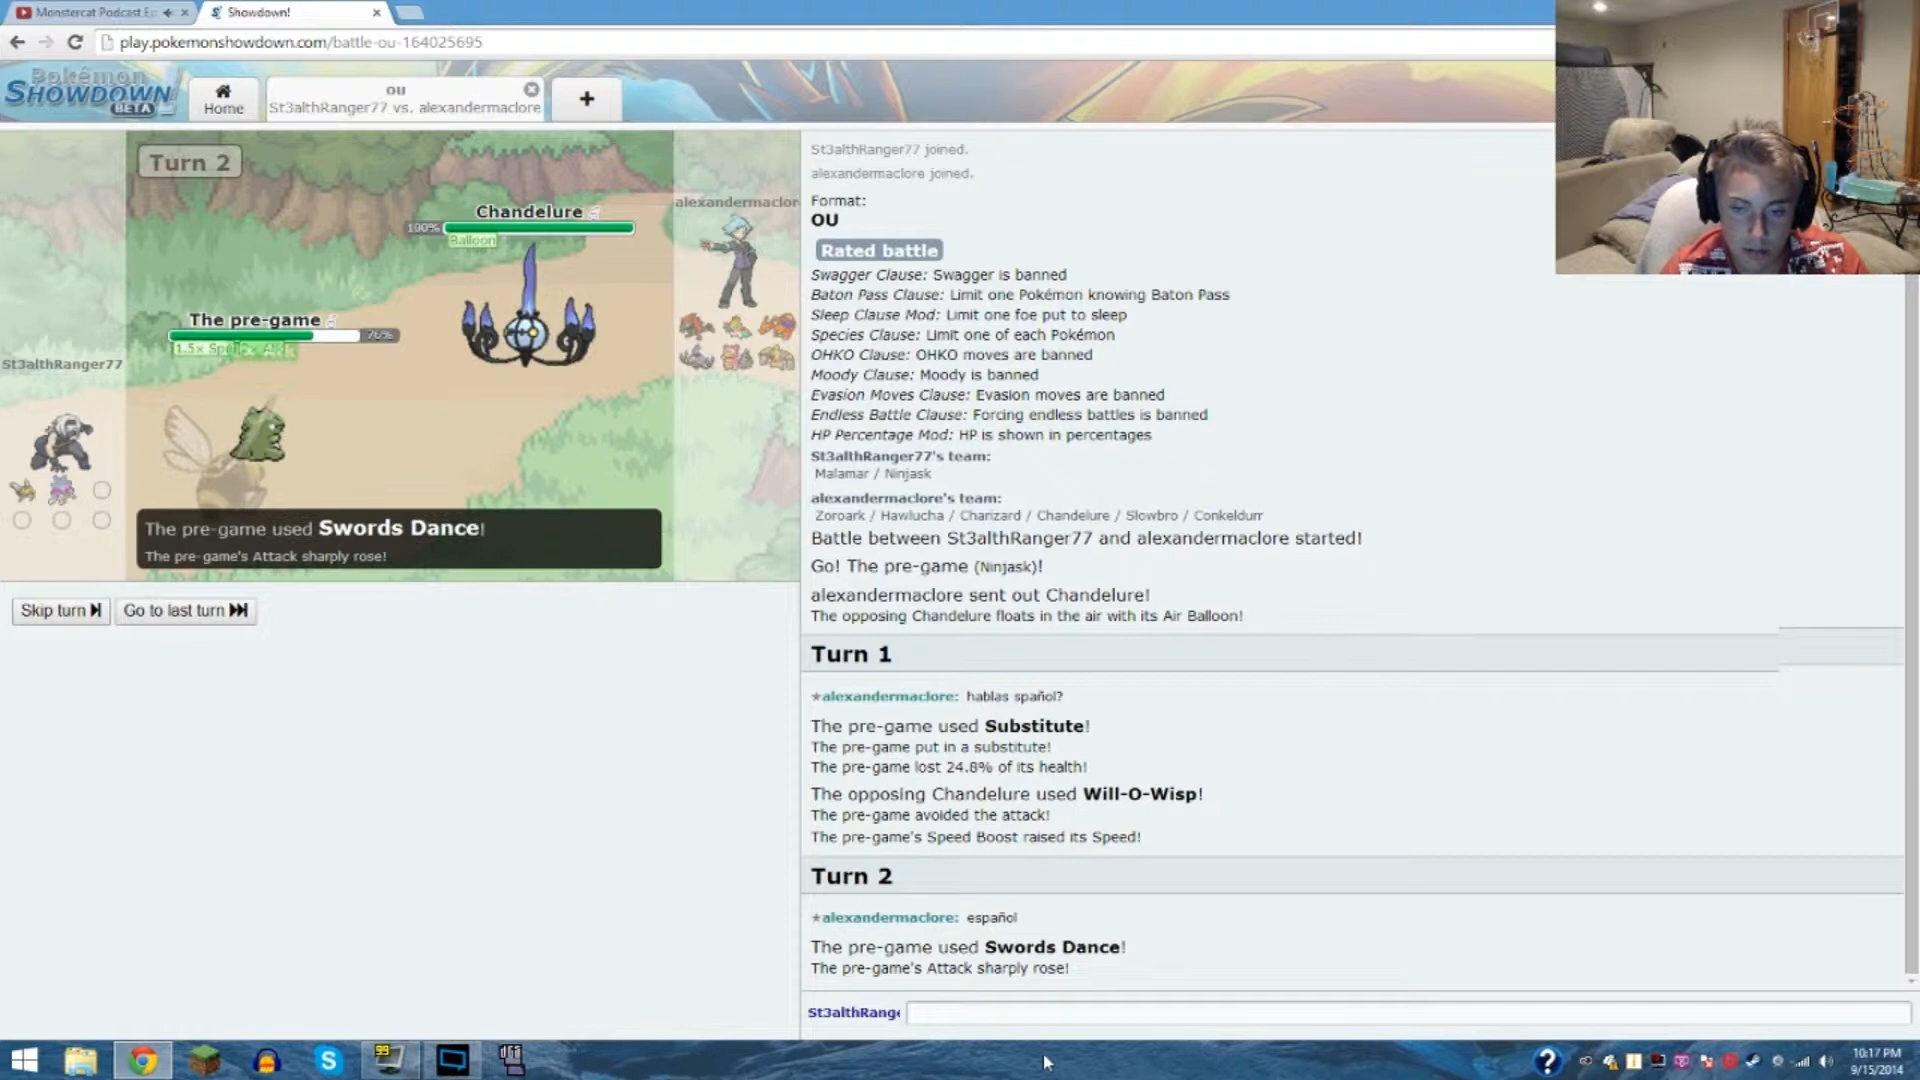 Monstercat Podcast E
Showdown!
play.pokemonshowdown.com/battle-ou-164025695
Pokémon
SHOWDOWN
BETA
Home
ou
St3althRanger77 vs. alexandermaclore
+
Turn 2
Chandelure
100%
Balloon
The pre-game
76%
St3althRanger77
alexandermaclor
The pre-game used Swords Dance!
The pre-game's Attack sharply rose!
Skip turn
Go to last turn
St3althRanger77 joined.
alexandermaclore joined.
Format:
OU
Rated battle
Swagger Clause: Swagger is banned
Baton Pass Clause: Limit one Pokémon knowing Baton Pass
Sleep Clause Mod: Limit one foe put to sleep
Species Clause: Limit one of each Pokémon
OHKO Clause: OHKO moves are banned
Moody Clause: Moody is banned
Evasion Moves Clause: Evasion moves are banned
Endless Battle Clause: Forcing endless battles is banned
HP Percentage Mod: HP is shown in percentages
St3althRanger77's team:
Malamar / Ninjask
alexandermaclore's team:
Zoroark / Hawlucha / Charizard / Chandelure / Slowbro / Conkeldurr
Battle between St3althRanger77 and alexandermaclore started!
Go! The pre-game (Ninjask)!
alexandermaclore sent out Chandelure!
The opposing Chandelure floats in the air with its Air Balloon!
Turn 1
★alexandermaclore: hablas spañol?
The pre-game used Substitute!
The pre-game put in a substitute!
The pre-game lost 24.8% of its health!
The opposing Chandelure used Will-O-Wisp!
The pre-game avoided the attack!
The pre-game's Speed Boost raised its Speed!
Turn 2
★alexandermaclore: español
The pre-game used Swords Dance!
The pre-game's Attack sharply rose!
St3althRange
99
10:17 PM
9/15/2014